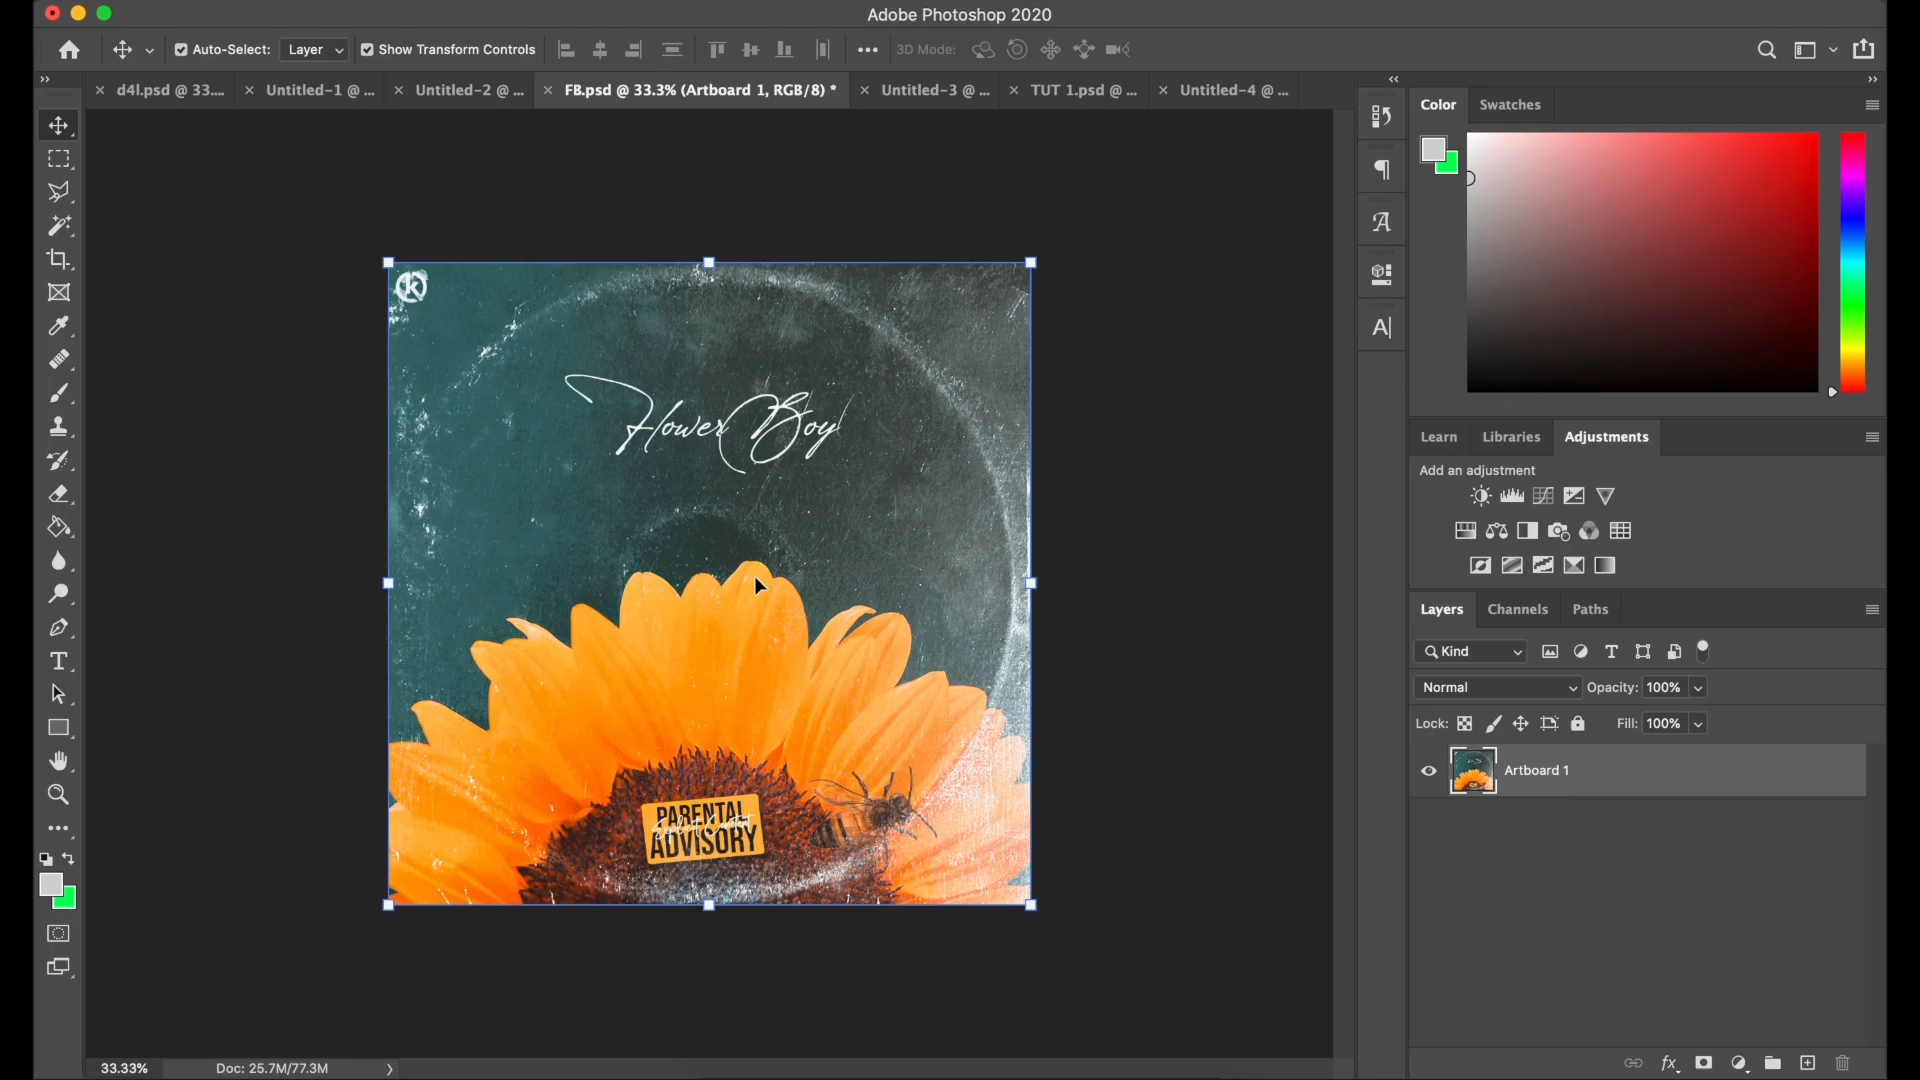 Adobe Photoshop 2020
Auto-Select: Layer Show Transform Controls 3D Mode:
d4l.psd @ 33.... Untitled-1 @ ... Untitled-2 @ ... FB.psd @ 33.3% (Artboard 1, RGB/8) * Untitled-3 @ ... TUT 1.psd @ ... Untitled-4 @ ...
Color Swatches
K
Flower Boy
PARENTAL
Explicit Content
ADVISORY
Learn Libraries Adjustments
Add an adjustment
Layers Channels Paths
Kind
Normal Opacity: 100%
Lock: Fill: 100%
Artboard 1
33.33% Doc: 25.7M/77.3M